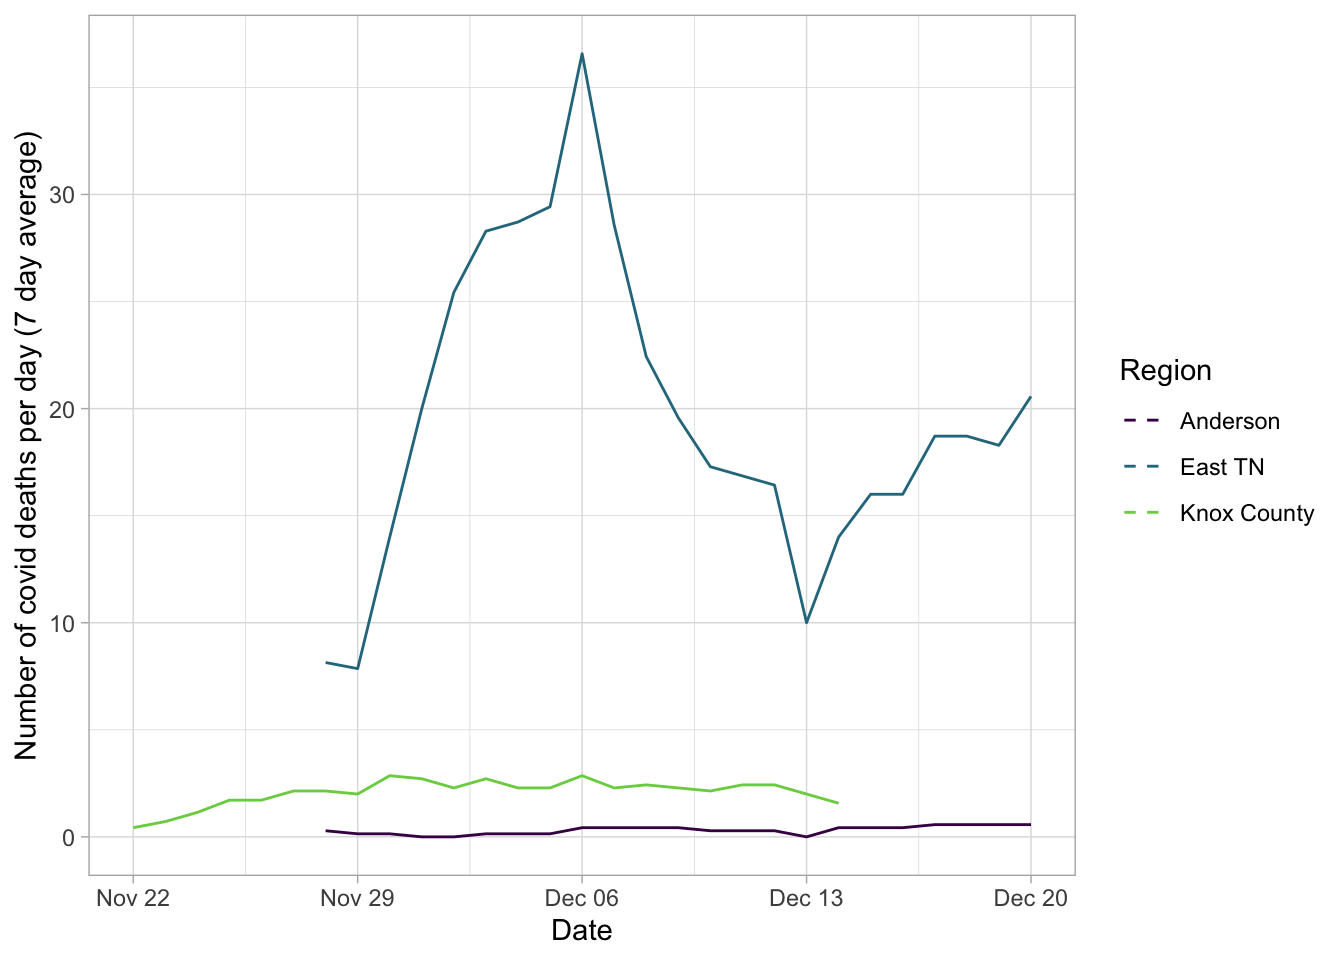 Number of covid deaths per day (7 day average)
30
20
10
0
Nov 22
Nov 29
Dec 06
Dec 13
Dec 20
Date
Region
Anderson
East TN
Knox County